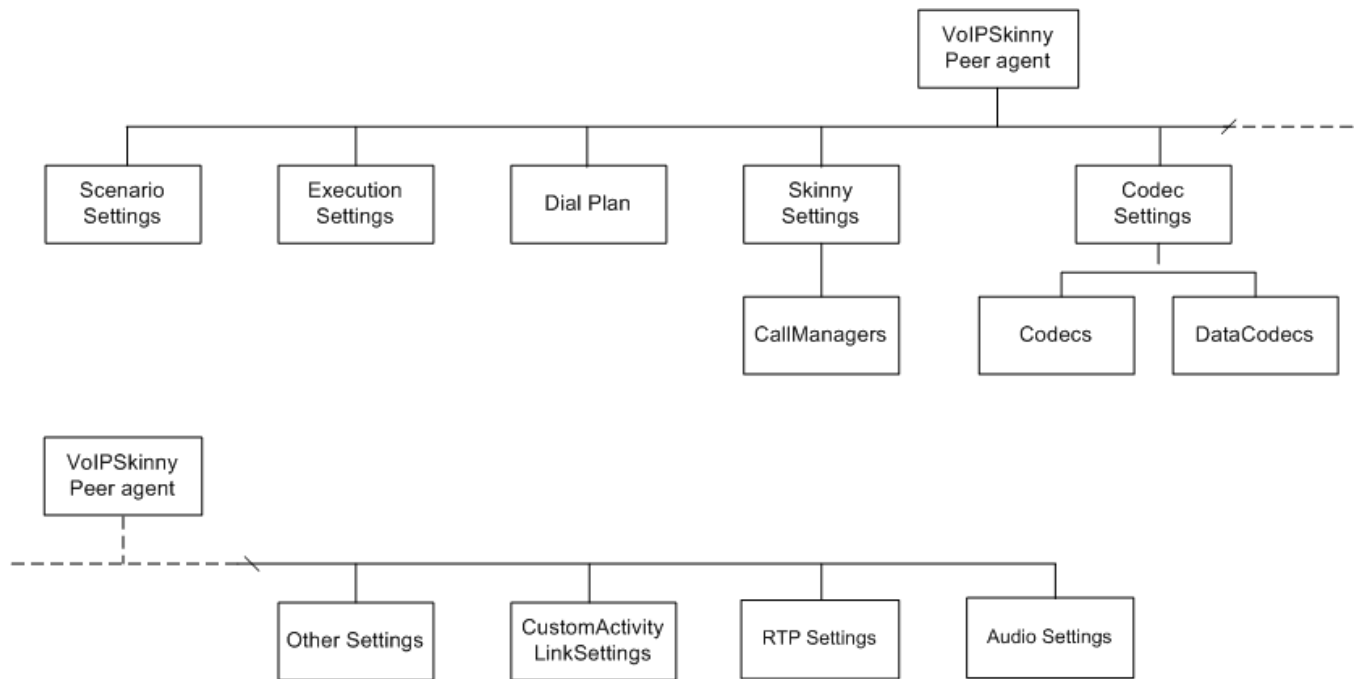 VoIPSkinny
Peer agent
Scenario
Settings
Execution
Settings
Dial Plan
Skinny
Settings
Codec
Settings
CallManagers
Codecs
DataCodecs
VoIPSkinny
Peer agent
Other Settings
CustomActivity
LinkSettings
RTP Settings
Audio Settings